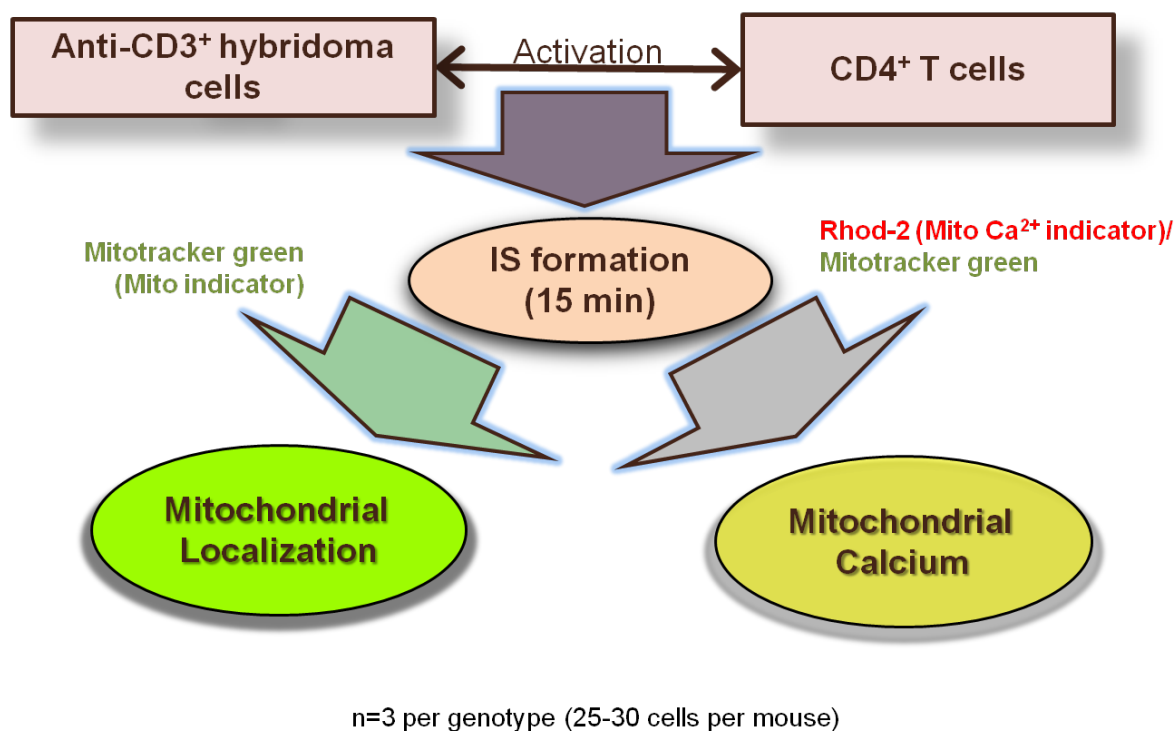 Anti-CD3⁺ hybridoma
cells
Activation
CD4⁺ T cells
Mitotracker green
(Mito indicator)
IS formation
(15 min)
Rhod-2 (Mito Ca²⁺ indicator)/
Mitotracker green
Mitochondrial
Localization
Mitochondrial
Calcium
n=3 per genotype (25-30 cells per mouse)